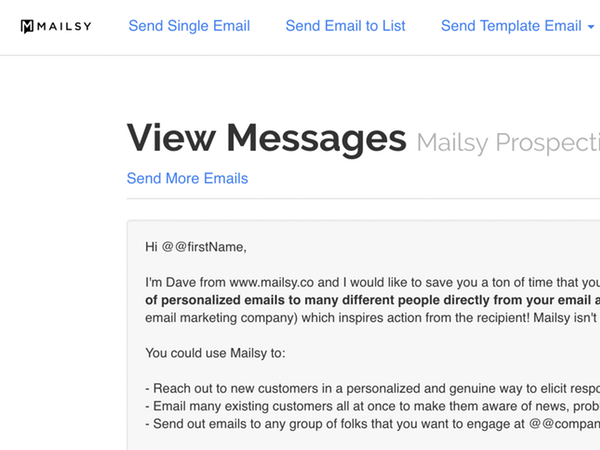 MAILSY Send Single Email Send Email to List Send Template Email
View Messages Mailsy Prospecti
Send More Emails
Hi @@firstName,
I'm Dave from www.mailsy.co and I would like to save you a ton of time that you
of personalized emails to many different people directly from your email a
email marketing company) which inspires action from the recipient! Mailsy isn't
You could use Mailsy to:
- Reach out to new customers in a personalized and genuine way to elicit respo
- Email many existing customers all at once to make them aware of news, prob
- Send out emails to any group of folks that you want to engage at @@compan